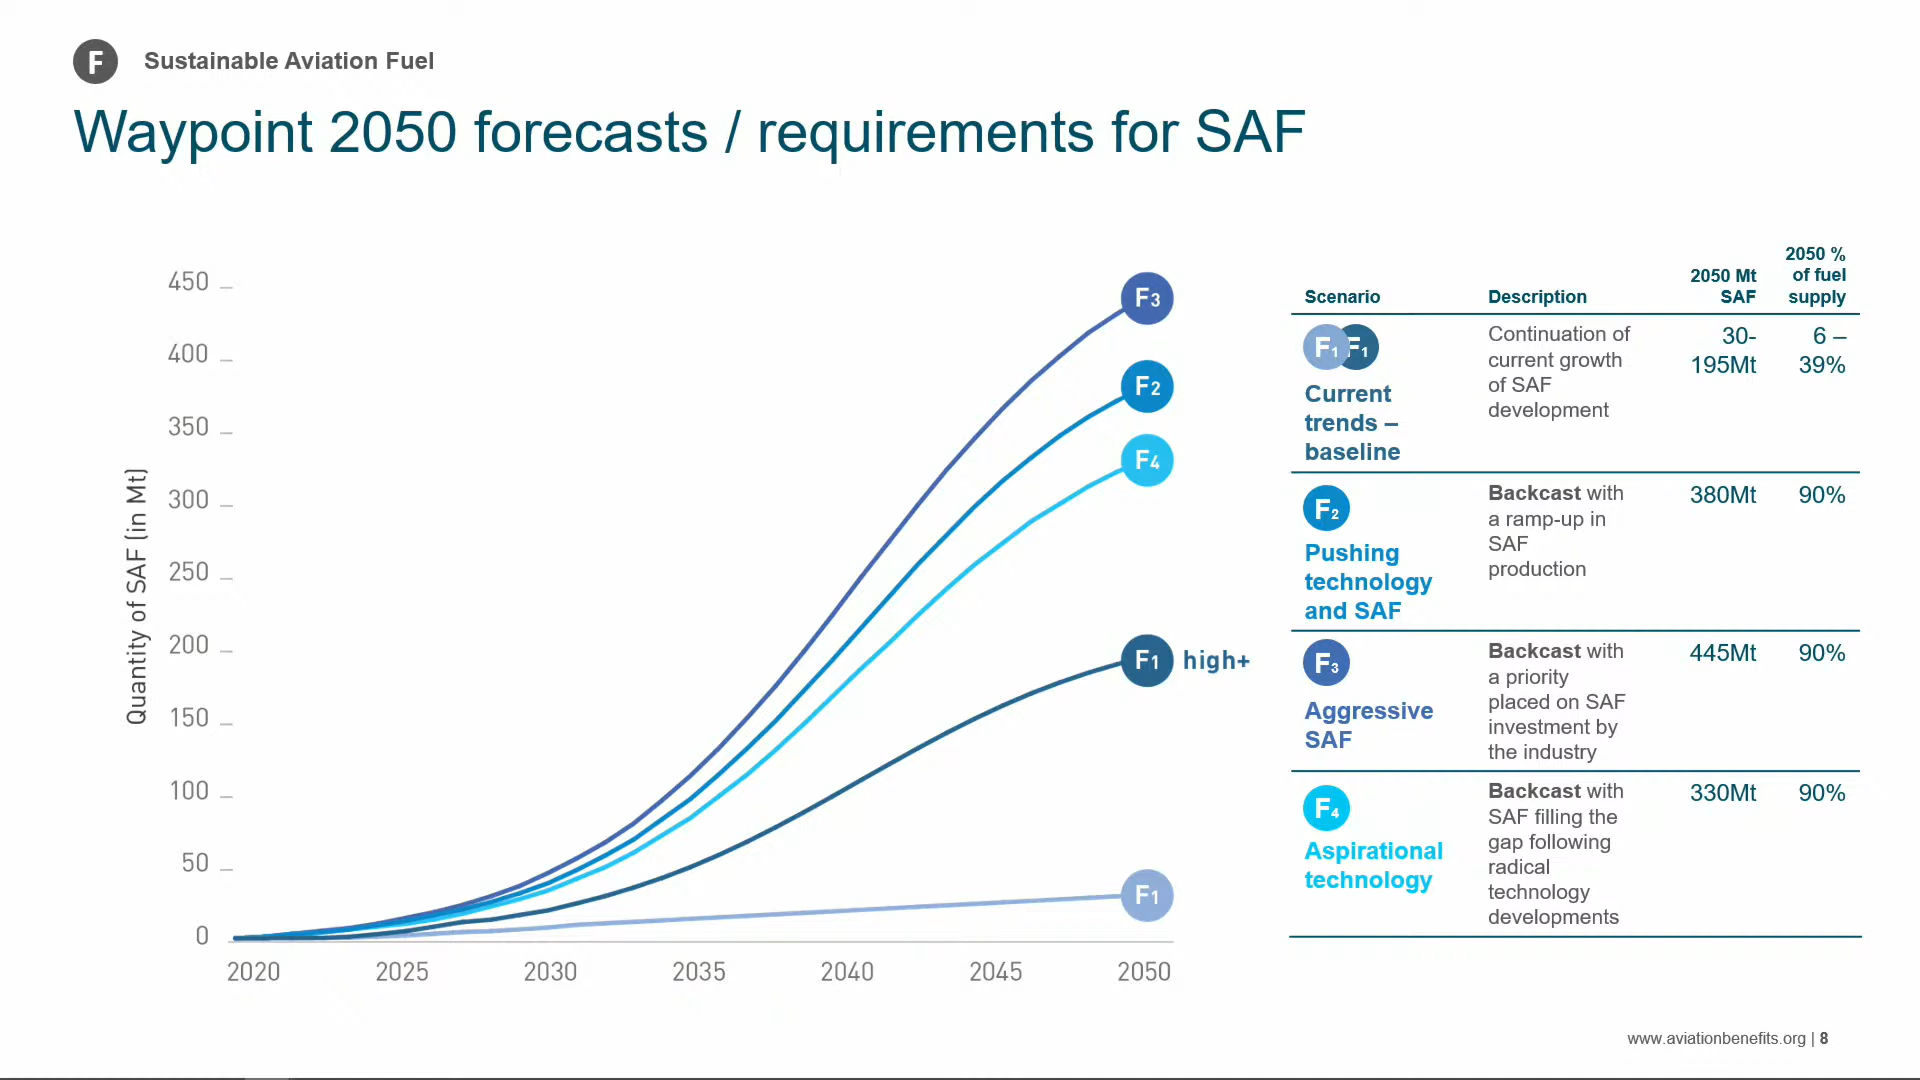 F Sustainable Aviation Fuel
Waypoint 2050 forecasts / requirements for SAF
Quantity of SAF (in Mt)
450
400
350
300
250
200
150
100
50
0
2020 2025 2030 2035 2040 2045 2050
F3
F2
F4
F1 high+
F1
Scenario Description 2050 Mt SAF 2050 % of fuel supply
F1 F1
Current
trends –
baseline
Continuation of
current growth
of SAF
development
30-
195Mt
6 –
39%
F2
Pushing
technology
and SAF
Backcast with
a ramp-up in
SAF
production
380Mt
90%
F3
Aggressive
SAF
Backcast with
a priority
placed on SAF
investment by
the industry
445Mt
90%
F4
Aspirational
technology
Backcast with
SAF filling the
gap following
radical
technology
developments
330Mt
90%
www.aviationbenefits.org | 8